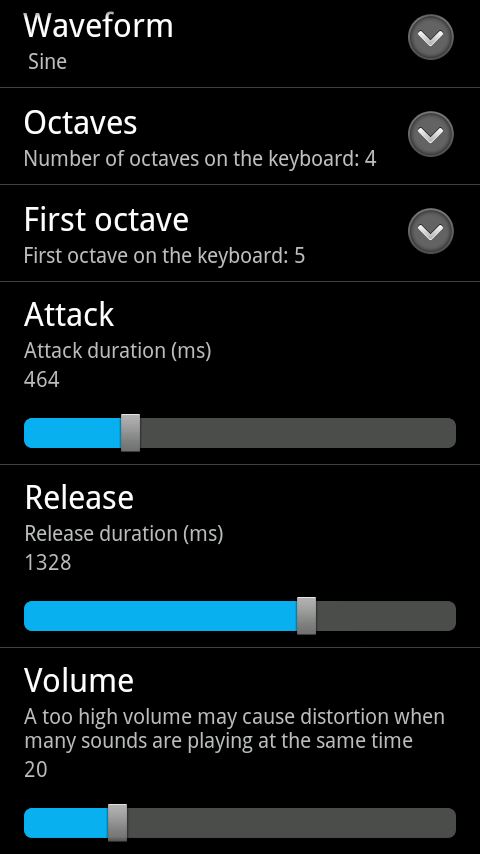 Waveform
Sine
Octaves
Number of octaves on the keyboard: 4
First octave
First octave on the keyboard: 5
Attack
Attack duration (ms)
464
Release
Release duration (ms)
1328
Volume
A too high volume may cause distortion when
many sounds are playing at the same time
20